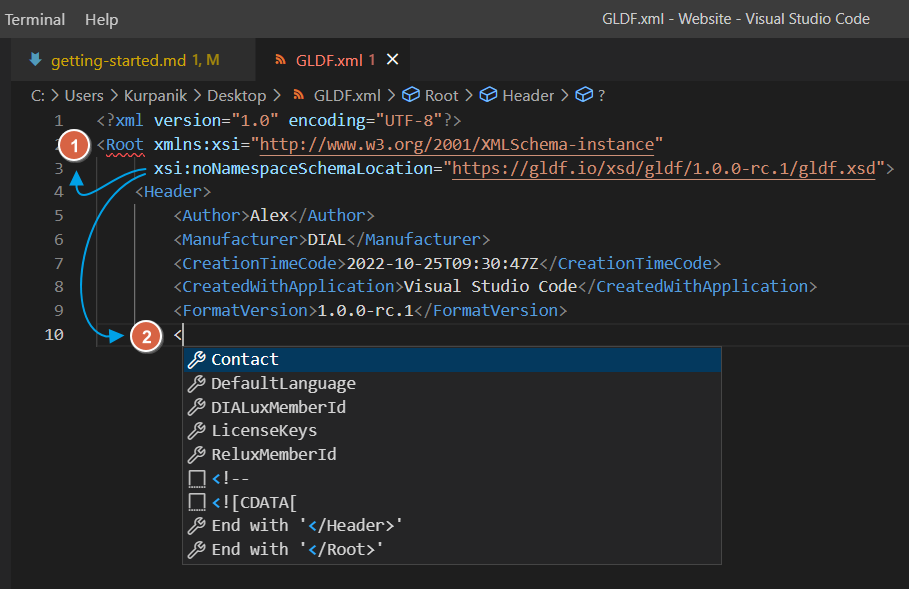 Terminal Help GLDF.xml - Website - Visual Studio Code
getting-started.md 1, M GLDF.xml 1
C: > Users > Kurpanik > Desktop > GLDF.xml > Root > Header > ?
1 <?xml version="1.0" encoding="UTF-8"?>
1 <Root xmlns:xsi="http://www.w3.org/2001/XMLSchema-instance"
3 xsi:noNamespaceSchemaLocation="https://gldf.io/xsd/gldf/1.0.0-rc.1/gldf.xsd">
4 <Header>
5 <Author>Alex</Author>
6 <Manufacturer>DIAL</Manufacturer>
7 <CreationTimeCode>2022-10-25T09:30:47Z</CreationTimeCode>
8 <CreatedWithApplication>Visual Studio Code</CreatedWithApplication>
9 <FormatVersion>1.0.0-rc.1</FormatVersion>
10 2 <
Contact
DefaultLanguage
DIALuxMemberId
LicenseKeys
ReluxMemberId
<!--
<![CDATA[
End with '</Header>'
End with '</Root>'